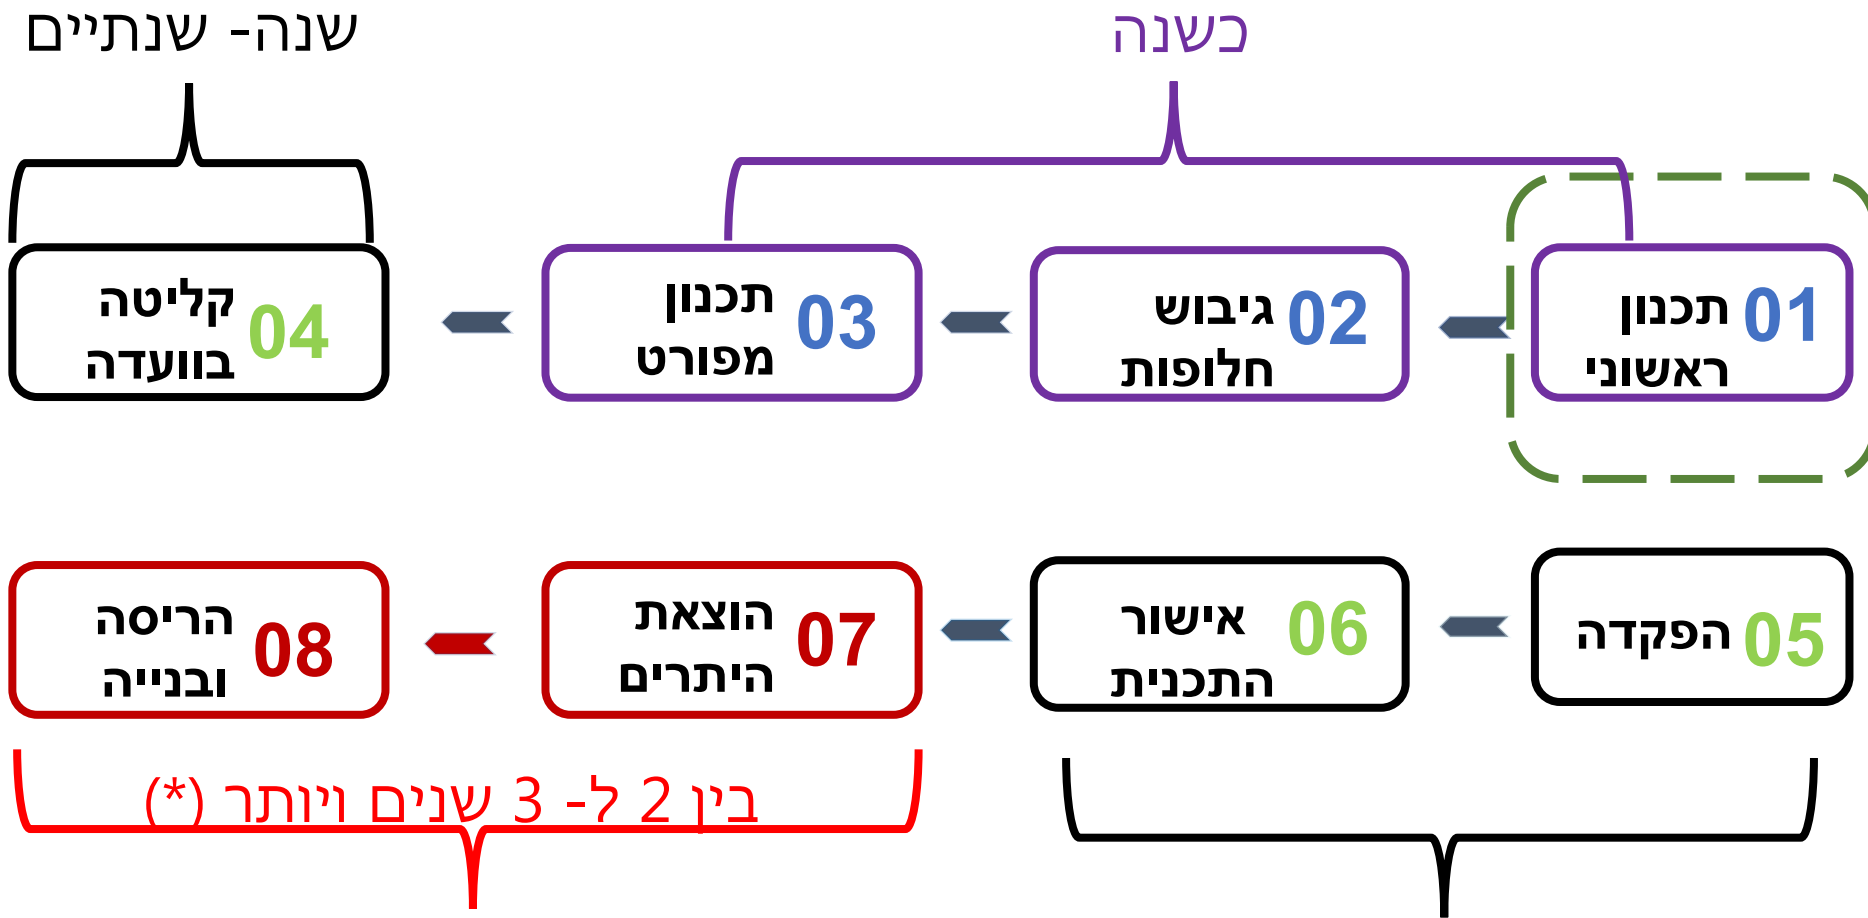 כשנה
שנה- שנתיים
01 תכנון
ראשוני
02 גיבוש
חלופות
03 תכנון
מפורט
04 קליטה
בוועדה
05 הפקדה
06 אישור
התכנית
07 הוצאת
היתרים
08 הריסה
ובנייה
בין 2 ל- 3 שנים ויותר (*)